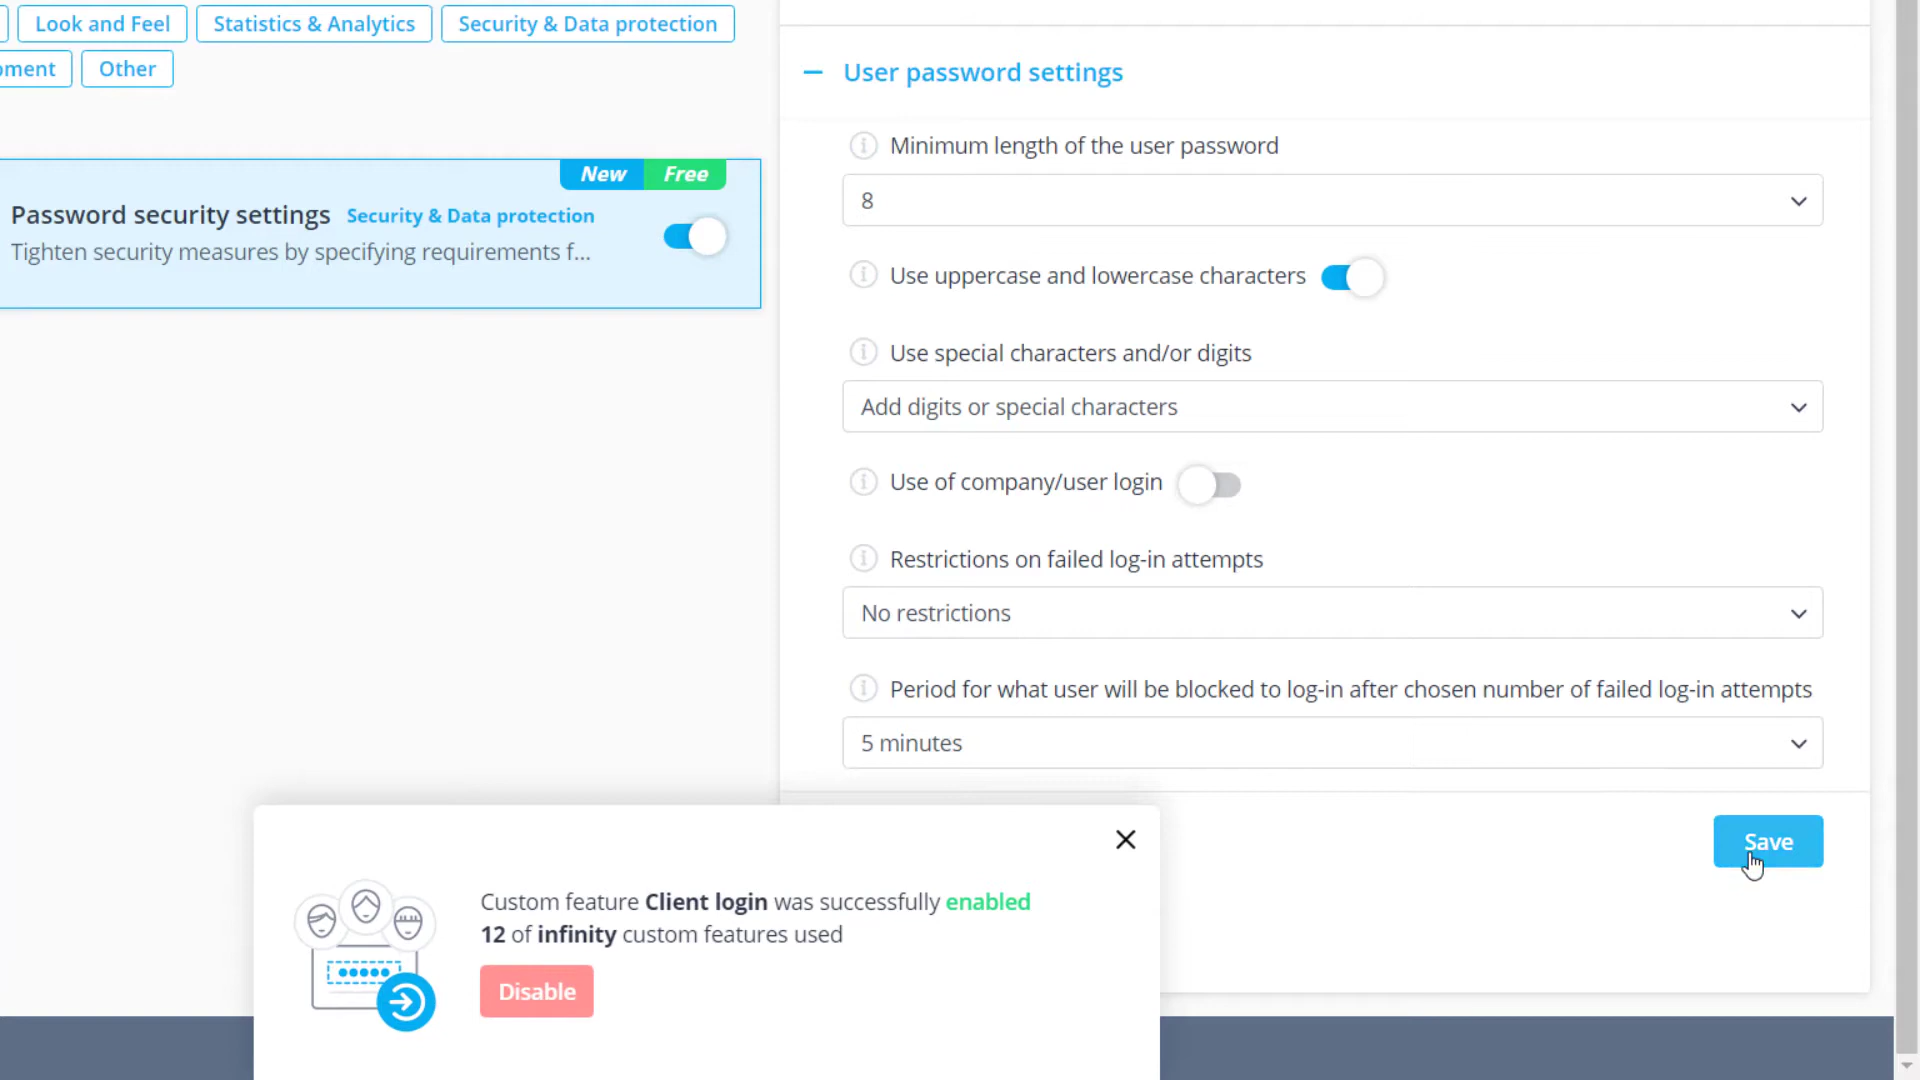 Look and Feel
Statistics & Analytics
Security & Data protection
Other
New
Free
Password security settings
Security & Data protection
Tighten security measures by specifying requirements f...
User password settings
Minimum length of the user password
8
Use uppercase and lowercase characters
Use special characters and/or digits
Add digits or special characters
Use of company/user login
Restrictions on failed log-in attempts
No restrictions
Period for what user will be blocked to log-in after chosen number of failed log-in attempts
5 minutes
Save
Custom feature Client login was successfully enabled
12 of infinity custom features used
Disable